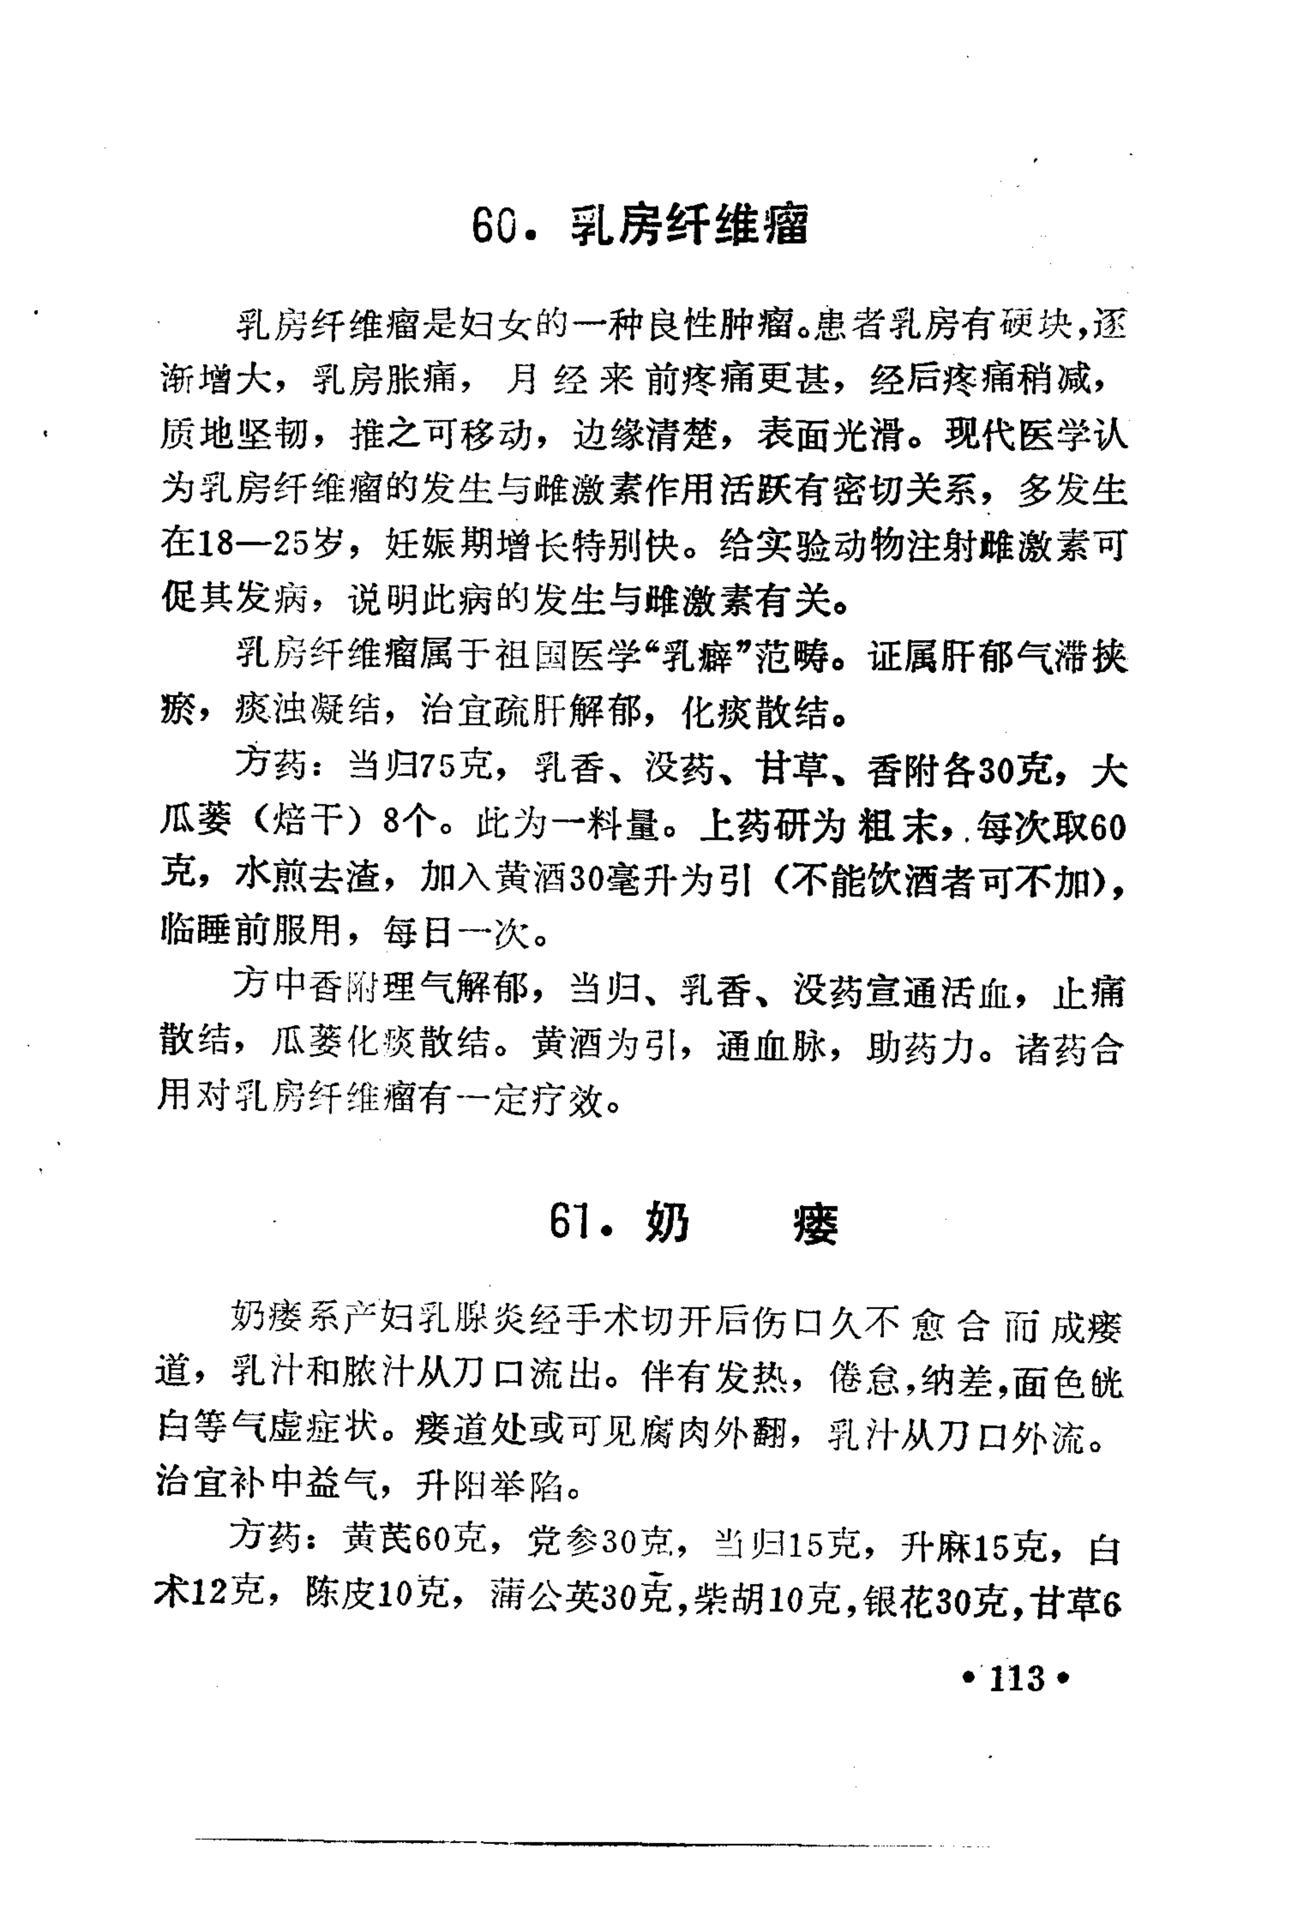 60．乳房纤维瘤
乳房纤维瘤是妇女的一种良性肿瘤。患者乳房有硬块，逐
渐增大，乳房胀痛，月经来前疼痛更甚，经后疼痛稍减，
质地坚韧，推之可移动，边缘清楚，表面光滑。现代医学认
为乳房纤维瘤的发生与雌激素作用活跃有密切关系，多发生
在18—25岁，妊娠期增长特别快。给实验动物注射雌激素可
促其发病，说明此病的发生与雌激素有关。
乳房纤维瘤属于祖国医学“乳癖”范畴。证属肝郁气滞挟
瘀，痰浊凝结，治宜疏肝解郁，化痰散结。
方药：当归75克，乳香、没药、甘草、香附各30克，大
瓜蒌（焙干）8个。此为一料量。上药研为粗末，每次取60
克，水煎去渣，加入黄酒30毫升为引（不能饮酒者可不加），
临睡前服用，每日一次。
方中香附理气解郁，当归、乳香、没药宣通活血，止痛
散结，瓜蒌化痰散结。黄酒为引，通血脉，助药力。诸药合
用对乳房纤维瘤有一定疗效。
61．奶　瘘
奶瘘系产妇乳腺炎经手术切开后伤口久不愈合而成瘘
道，乳汁和脓汁从刀口流出。伴有发热，倦怠，纳差，面色㿠
白等气虚症状。瘘道处或可见腐肉外翻，乳汁从刀口外流。
治宜补中益气，升阳举陷。
方药：黄芪60克，党参30克，当归15克，升麻15克，白
术12克，陈皮10克，蒲公英30克，柴胡10克，银花30克，甘草6
•113•